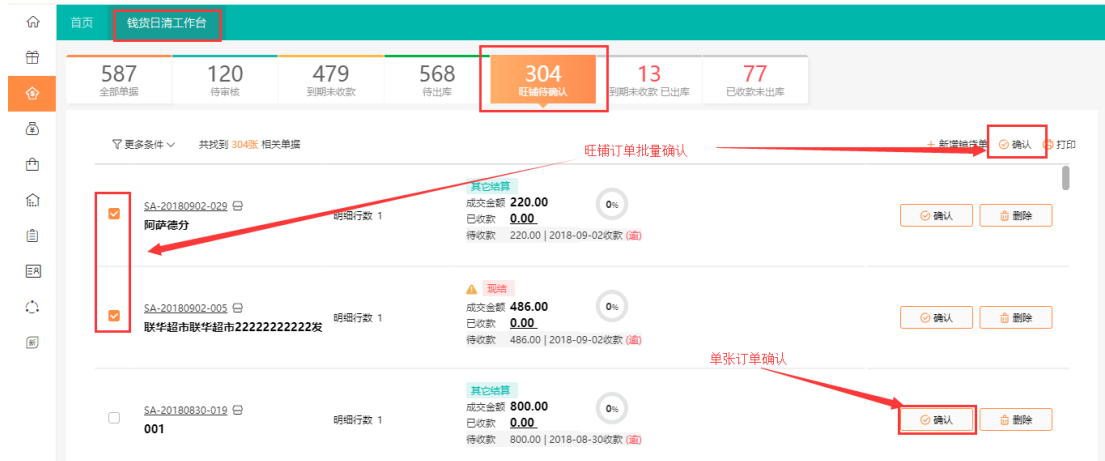 首页 钱货日清工作台
587 120 479 568 304 13 77
全部单据 待审核 到期未收款 待出库 旺铺待确认 到期未收款 已出库 已收款未出库
更多条件 共找到 304张 相关单据 旺铺订单批量确认 + 新增销货单 确认 打印
其它结算
SA-20180902-029 成交金额 220.00 0%
阿萨德分 明细行数 1 已收款 0.00 确认 删除
待收款 220.00 | 2018-09-02收款 (逾)
现结
SA-20180902-005 成交金额 486.00 0%
联华超市联华超市22222222222发 明细行数 1 已收款 0.00 确认 删除
待收款 486.00 | 2018-09-02收款 (逾)
单张订单确认
其它结算
SA-20180830-019 成交金额 800.00 0%
001 明细行数 1 已收款 0.00 确认 删除
待收款 800.00 | 2018-08-30收款 (逾)